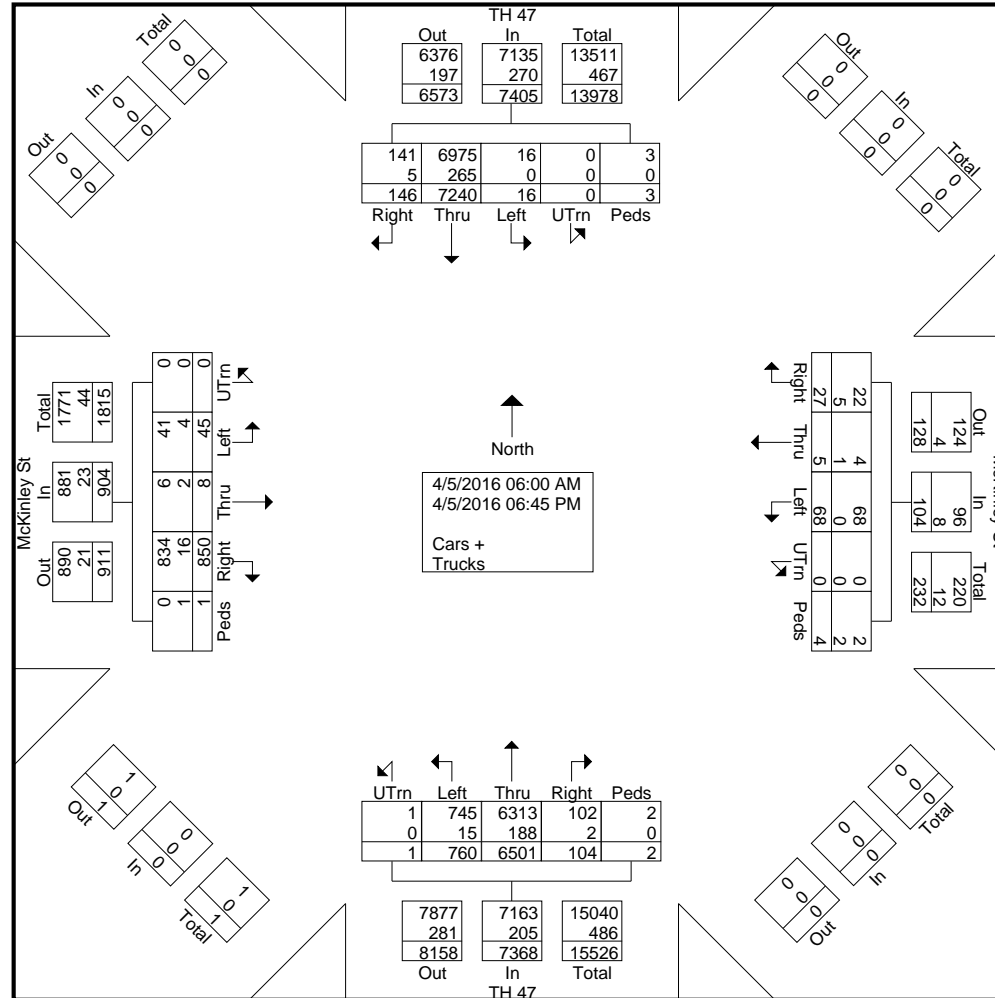 TH 47
Out In Total
6376 7135 13511
197 270 467
6573 7405 13978
141 6975 16 0 3
5 265 0 0 0
146 7240 16 0 3
Right Thru Left UTrn Peds
Total
0
0
0
In
0
0
0
Out
0
0
0
Out
0
0
0
In
0
0
0
Total
0
0
0
McKinley St
Total
1771
44
1815
In
881
23
904
Out
890
21
911
0 0 0 UTrn
41 4 45 Left
6 2 8 Thru
834 16 850 Right
0 1 1 Peds
North
4/5/2016 06:00 AM
4/5/2016 06:45 PM
Cars +
Trucks
Right 22 5 27
Thru 4 1 5
Left 68 0 68
UTrn 0 0 0
Peds 2 2 4
Out
124
4
128
In
96
8
104
Total
220
12
232
UTrn Left Thru Right Peds
1 745 6313 102 2
0 15 188 2 0
1 760 6501 104 2
7877 7163 15040
281 205 486
8158 7368 15526
Out In Total
TH 47
1
0
1
Out
0
0
0
In
1
0
1
Total
0
0
0
Total
0
0
0
In
0
0
0
Out